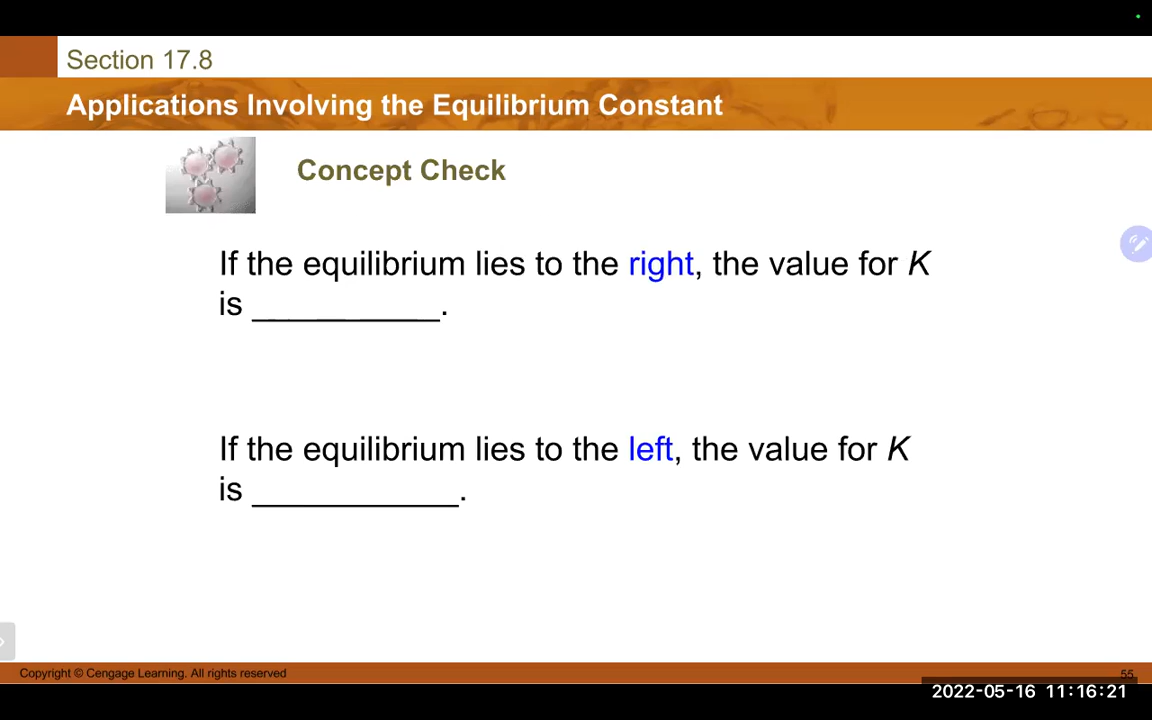 Section 17.8
Applications Involving the Equilibrium Constant
Concept Check
If the equilibrium lies to the right, the value for K
is __________.
If the equilibrium lies to the left, the value for K
is ___________.
Copyright © Cengage Learning. All rights reserved
55
2022-05-16 11:16:21